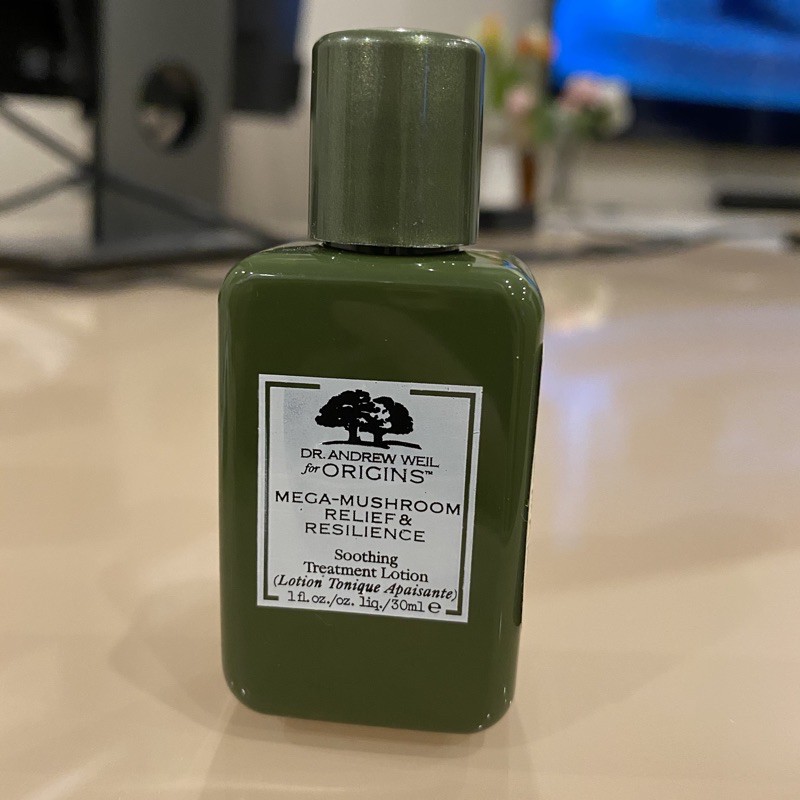 DR. ANDREW WEIL
for ORIGINS™
MEGA-MUSHROOM
RELIEF &
RESILIENCE
Soothing
Treatment Lotion
(Lotion Tonique Apaisante)
1 fl. oz./oz. liq./30ml e